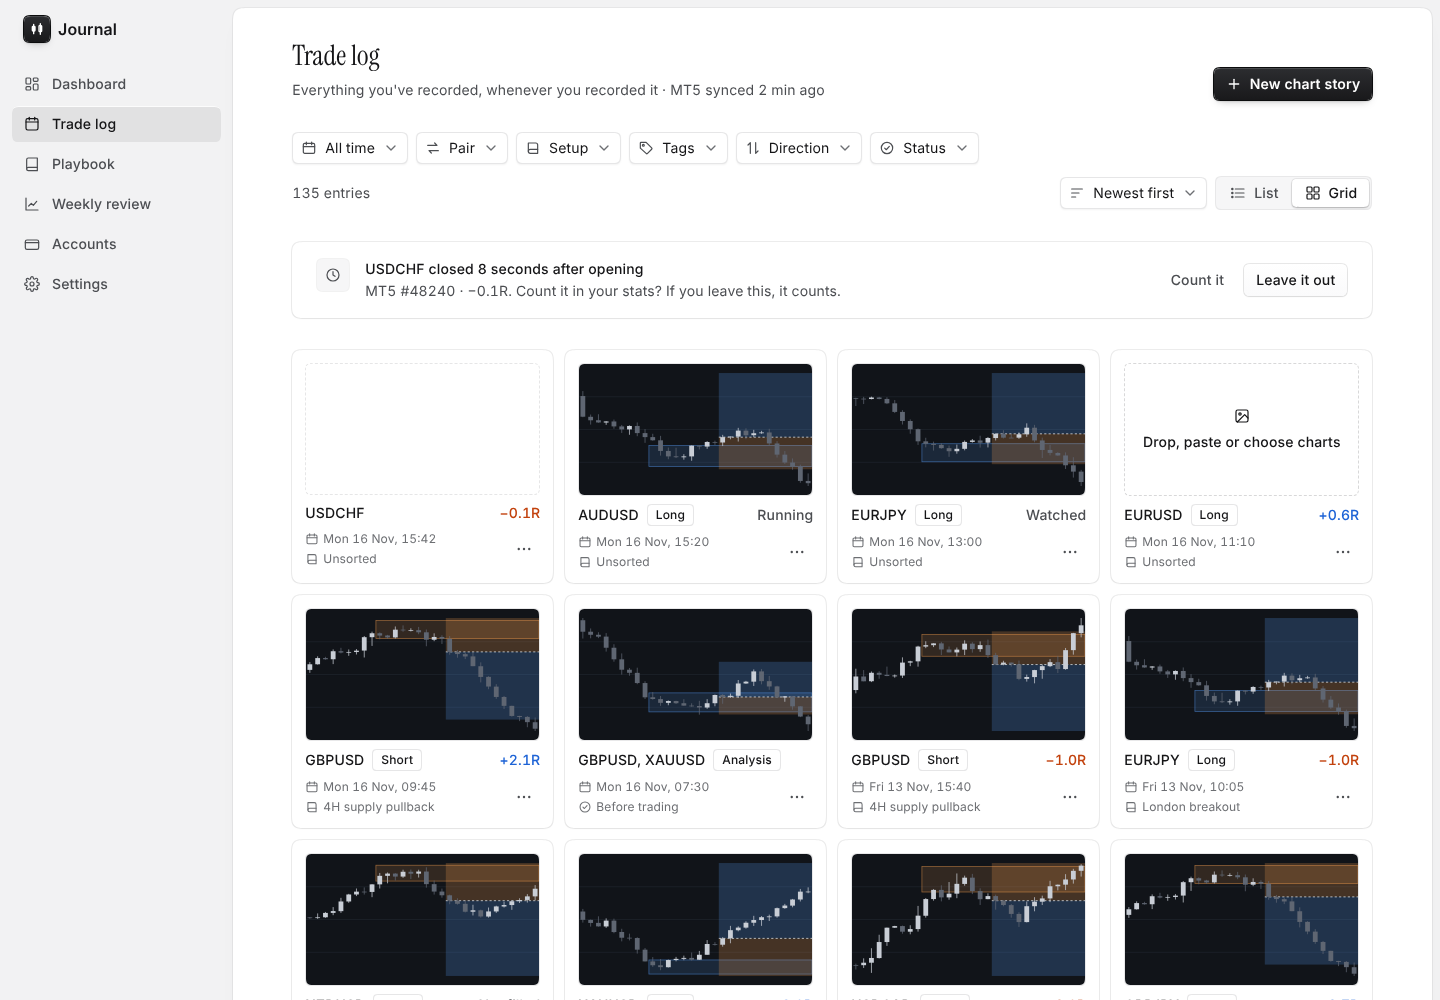 Journal
Dashboard
Trade log
Playbook
Weekly review
Accounts
Settings
Trade log
Everything you've recorded, whenever you recorded it · MT5 synced 2 min ago
New chart story
All time
Pair
Setup
Tags
Direction
Status
135 entries
Newest first
List
Grid
USDCHF closed 8 seconds after opening
MT5 #48240 · −0.1R. Count it in your stats? If you leave this, it counts.
Count it
Leave it out
USDCHF −0.1R
Mon 16 Nov, 15:42
Unsorted
AUDUSD Long Running
Mon 16 Nov, 15:20
Unsorted
EURJPY Long Watched
Mon 16 Nov, 13:00
Unsorted
Drop, paste or choose charts
EURUSD Long +0.6R
Mon 16 Nov, 11:10
Unsorted
GBPUSD Short +2.1R
Mon 16 Nov, 09:45
4H supply pullback
GBPUSD, XAUUSD Analysis
Mon 16 Nov, 07:30
Before trading
GBPUSD Short −1.0R
Fri 13 Nov, 15:40
4H supply pullback
EURJPY Long −1.0R
Fri 13 Nov, 10:05
London breakout